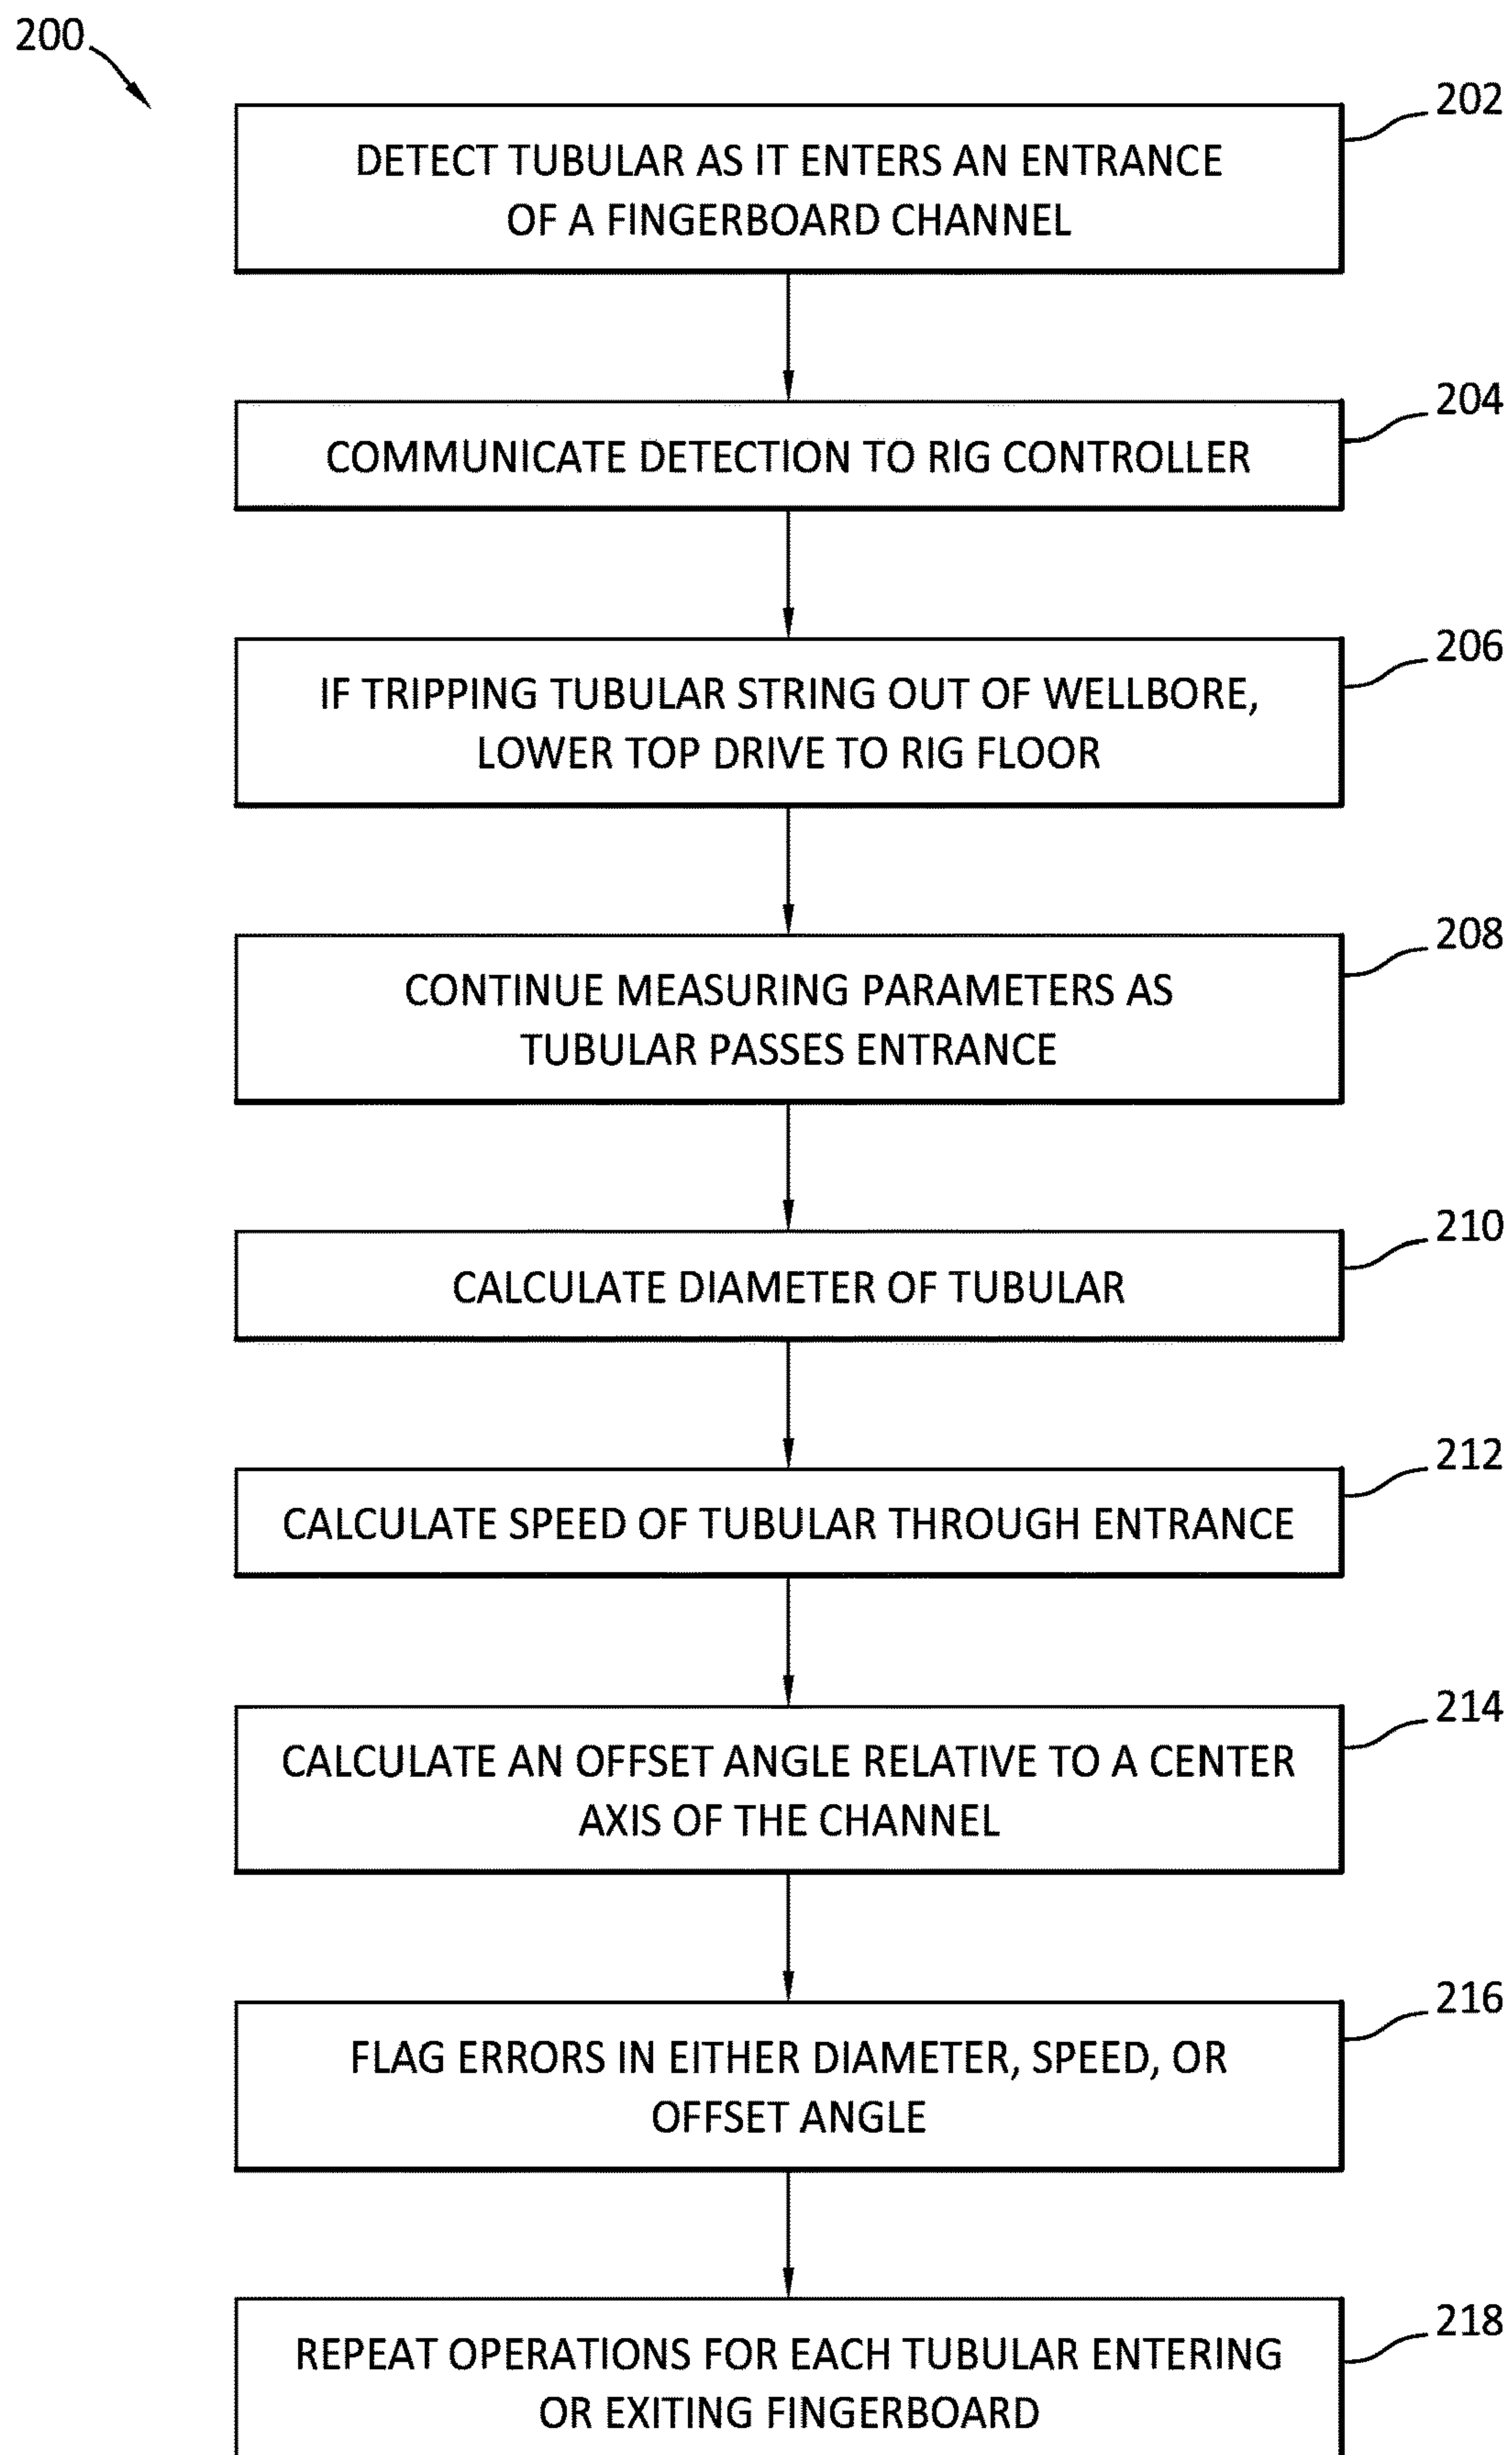 200
202
DETECT TUBULAR AS IT ENTERS AN ENTRANCE
OF A FINGERBOARD CHANNEL
204
COMMUNICATE DETECTION TO RIG CONTROLLER
206
IF TRIPPING TUBULAR STRING OUT OF WELLBORE,
LOWER TOP DRIVE TO RIG FLOOR
208
CONTINUE MEASURING PARAMETERS AS
TUBULAR PASSES ENTRANCE
210
CALCULATE DIAMETER OF TUBULAR
212
CALCULATE SPEED OF TUBULAR THROUGH ENTRANCE
214
CALCULATE AN OFFSET ANGLE RELATIVE TO A CENTER
AXIS OF THE CHANNEL
216
FLAG ERRORS IN EITHER DIAMETER, SPEED, OR
OFFSET ANGLE
218
REPEAT OPERATIONS FOR EACH TUBULAR ENTERING
OR EXITING FINGERBOARD